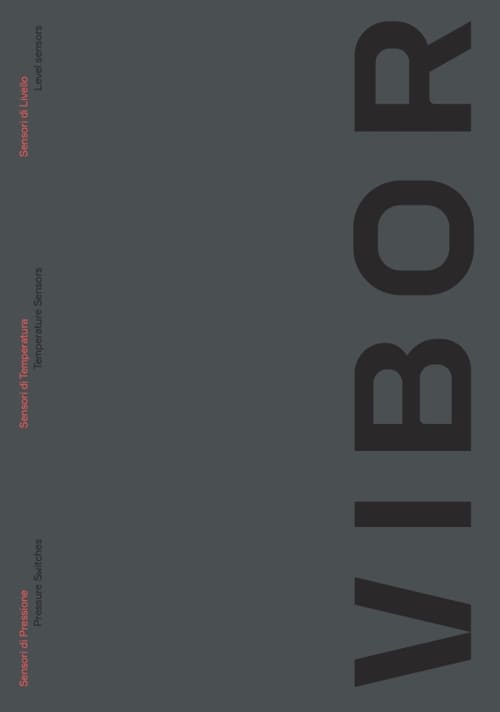 Sensori di Pressione
Pressure Switches
Sensori di Temperatura
Temperature Sensors
Sensori di Livello
Level sensors
VIBOR